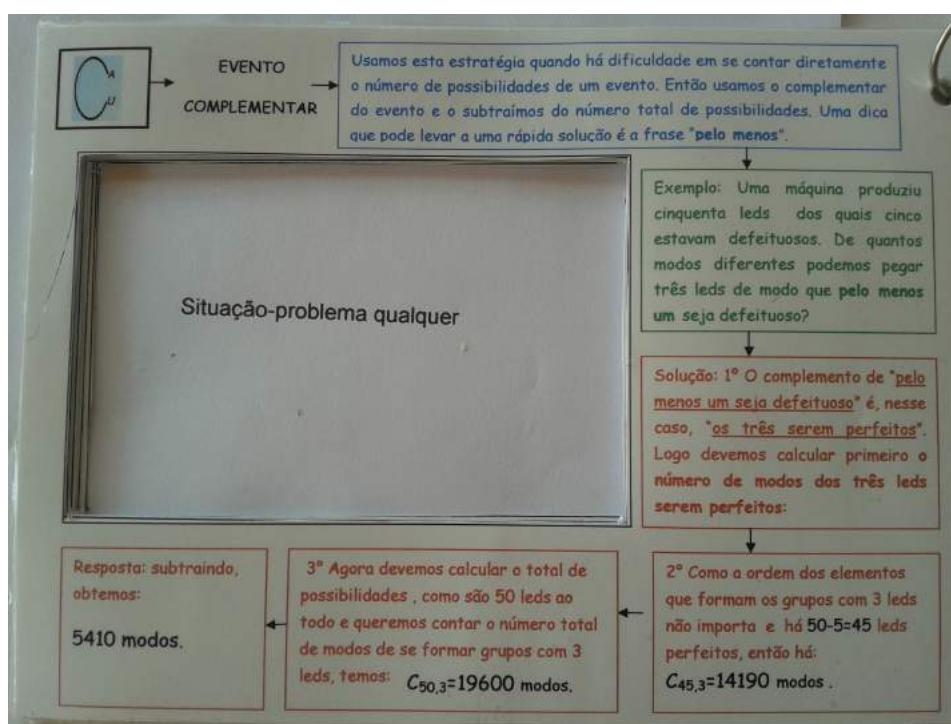 A
U
EVENTO
COMPLEMENTAR
Usamos esta estratégia quando há dificuldade em se contar diretamente
o número de possibilidades de um evento. Então usamos o complementar
do evento e o subtraímos do número total de possibilidades. Uma dica
que pode levar a uma rápida solução é a frase "pelo menos".
Exemplo: Uma máquina produziu
cinquenta leds dos quais cinco
estavam defeituosos. De quantos
modos diferentes podemos pegar
três leds de modo que pelo menos
um seja defeituoso?
Situação-problema qualquer
Solução: 1º O complemento de "pelo
menos um seja defeituoso" é, nesse
caso, "os três serem perfeitos".
Logo devemos calcular primeiro o
número de modos dos três leds
serem perfeitos:
2º Como a ordem dos elementos
que formam os grupos com 3 leds
não importa e há 50-5=45 leds
perfeitos, então há:
C45,3=14190 modos .
3º Agora devemos calcular o total de
possibilidades , como são 50 leds ao
todo e queremos contar o número total
de modos de se formar grupos com 3
leds, temos: C50,3=19600 modos.
Resposta: subtraindo,
obtemos:
5410 modos.